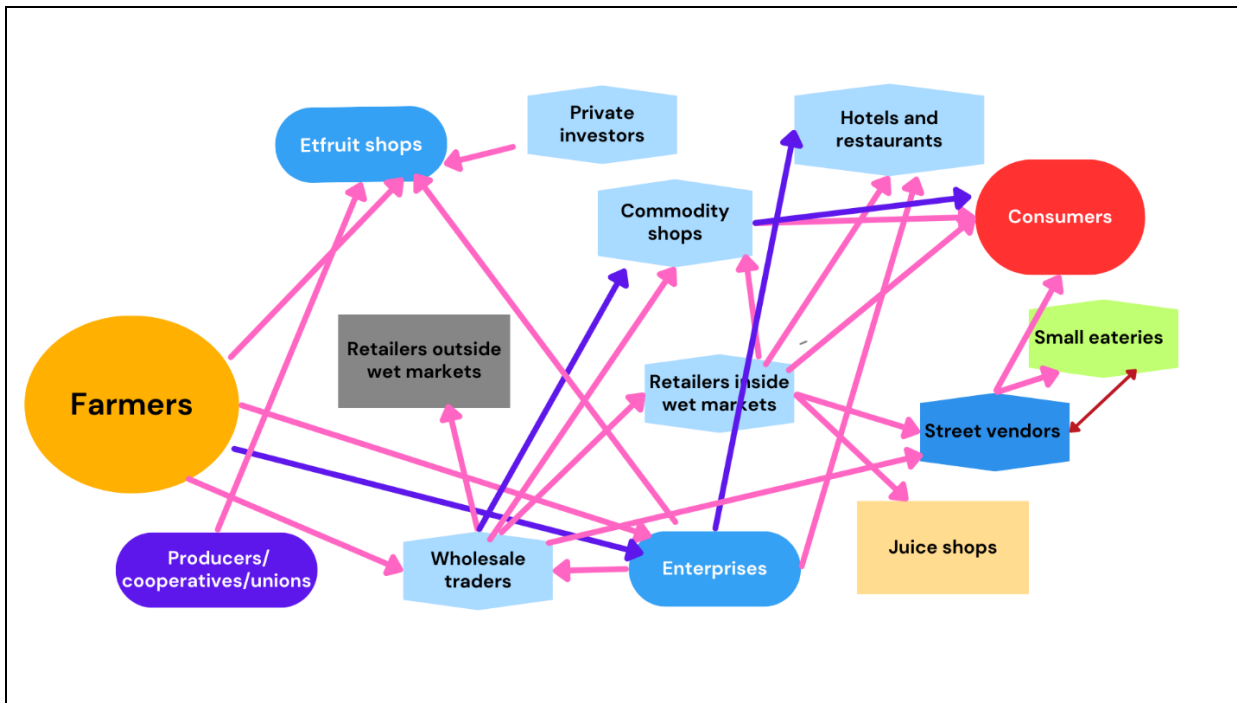 Private
investors
Hotels and
restaurants
Etfruit shops
Commodity
shops
Consumers
Retailers outside
wet markets
Small eateries
Retailers inside
wet markets
Farmers
Street vendors
Producers/
cooperatives/unions
Wholesale
traders
Enterprises
Juice shops